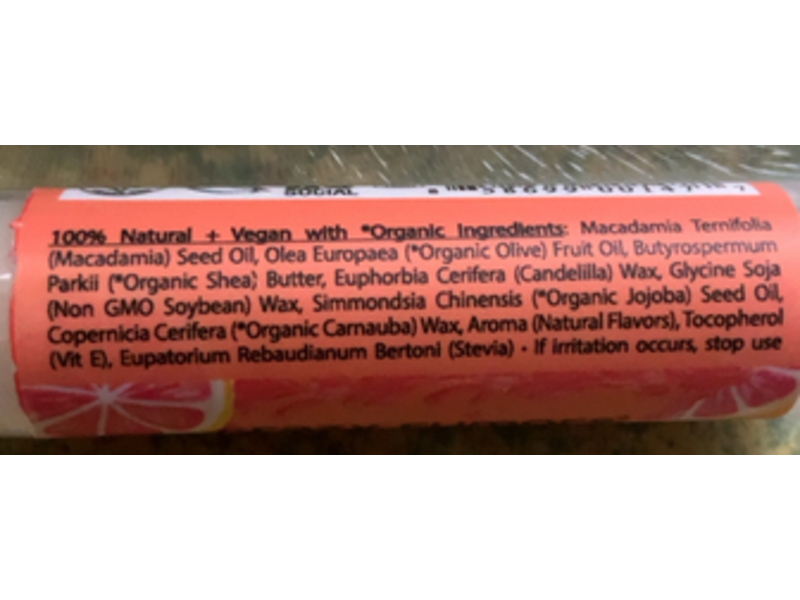 SOCIAL
100% Natural + Vegan with *Organic Ingredients: Macadamia Ternifolia
(Macadamia) Seed Oil, Olea Europaea (*Organic Olive) Fruit Oil, Butyrospermum
Parkii (*Organic Shea) Butter, Euphorbia Cerifera (Candelilla) Wax, Glycine Soja
(Non GMO Soybean) Wax, Simmondsia Chinensis (*Organic Jojoba) Seed Oil,
Copernicia Cerifera (*Organic Carnauba) Wax, Aroma (Natural Flavors), Tocopherol
(Vit E), Eupatorium Rebaudianum Bertoni (Stevia) • If irritation occurs, stop use